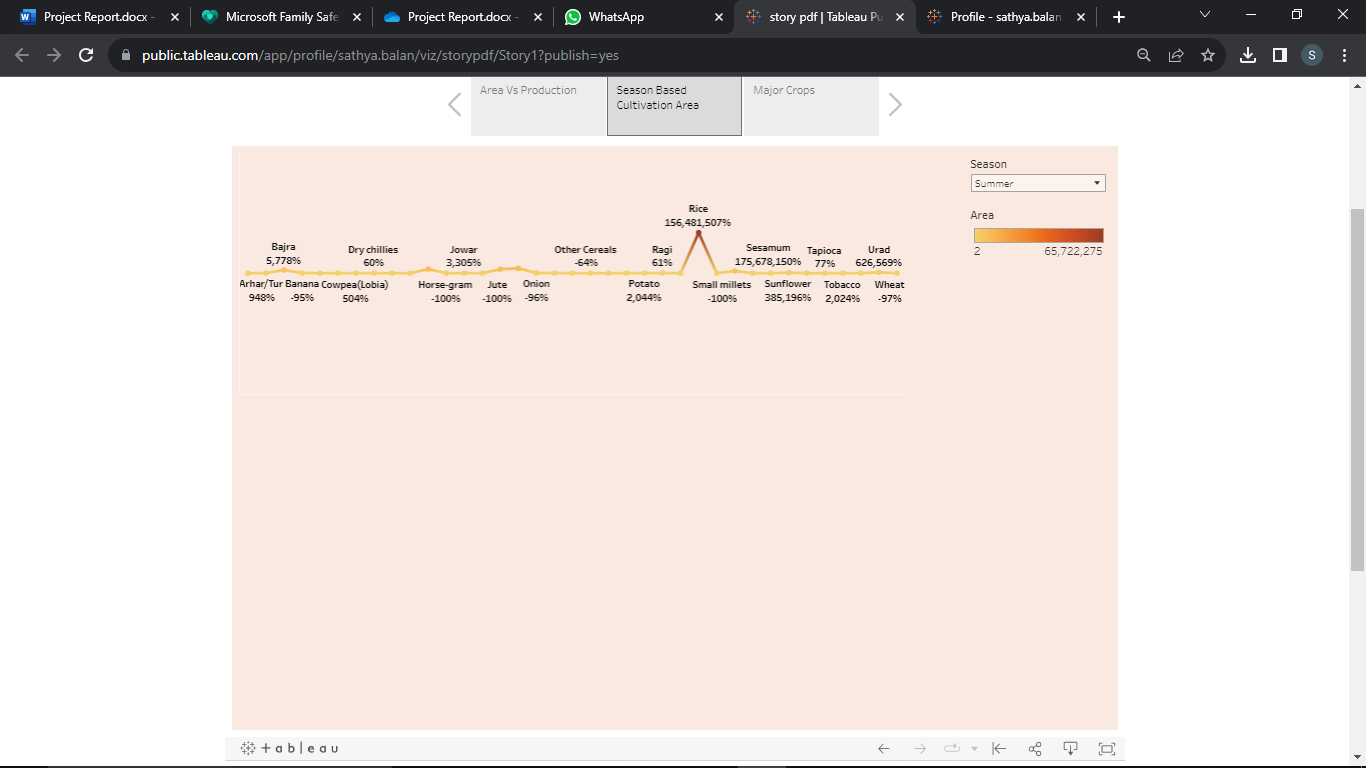 Project Report.docx -
Microsoft Family Safe
Project Report.docx -
WhatsApp
story pdf | Tableau Pu
Profile - sathya.balan
public.tableau.com/app/profile/sathya.balan/viz/storypdf/Story1?publish=yes
S
Area Vs Production
Season Based
Cultivation Area
Major Crops
Season
Summer
Area
2 65,722,275
Rice
156,481,507%
Bajra
5,778%
Dry chillies
60%
Jowar
3,305%
Other Cereals
-64%
Ragi
61%
Sesamum
175,678,150%
Tapioca
77%
Urad
626,569%
Arhar/Tur
948%
Banana
-95%
Cowpea(Lobia)
504%
Horse-gram
-100%
Jute
-100%
Onion
-96%
Potato
2,044%
Small millets
-100%
Sunflower
385,196%
Tobacco
2,024%
Wheat
-97%
+ableau